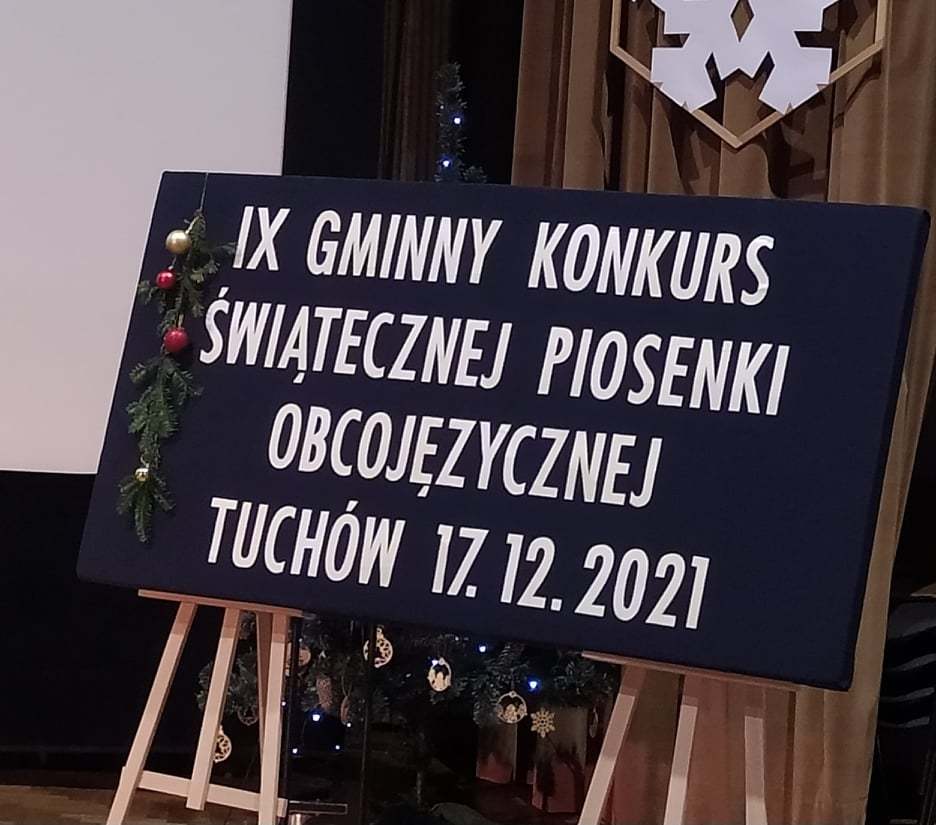 IX GMINNY KONKURS
ŚWIĄTECZNEJ PIOSENKI
OBCOJĘZYCZNEJ
TUCHÓW 17.12.2021